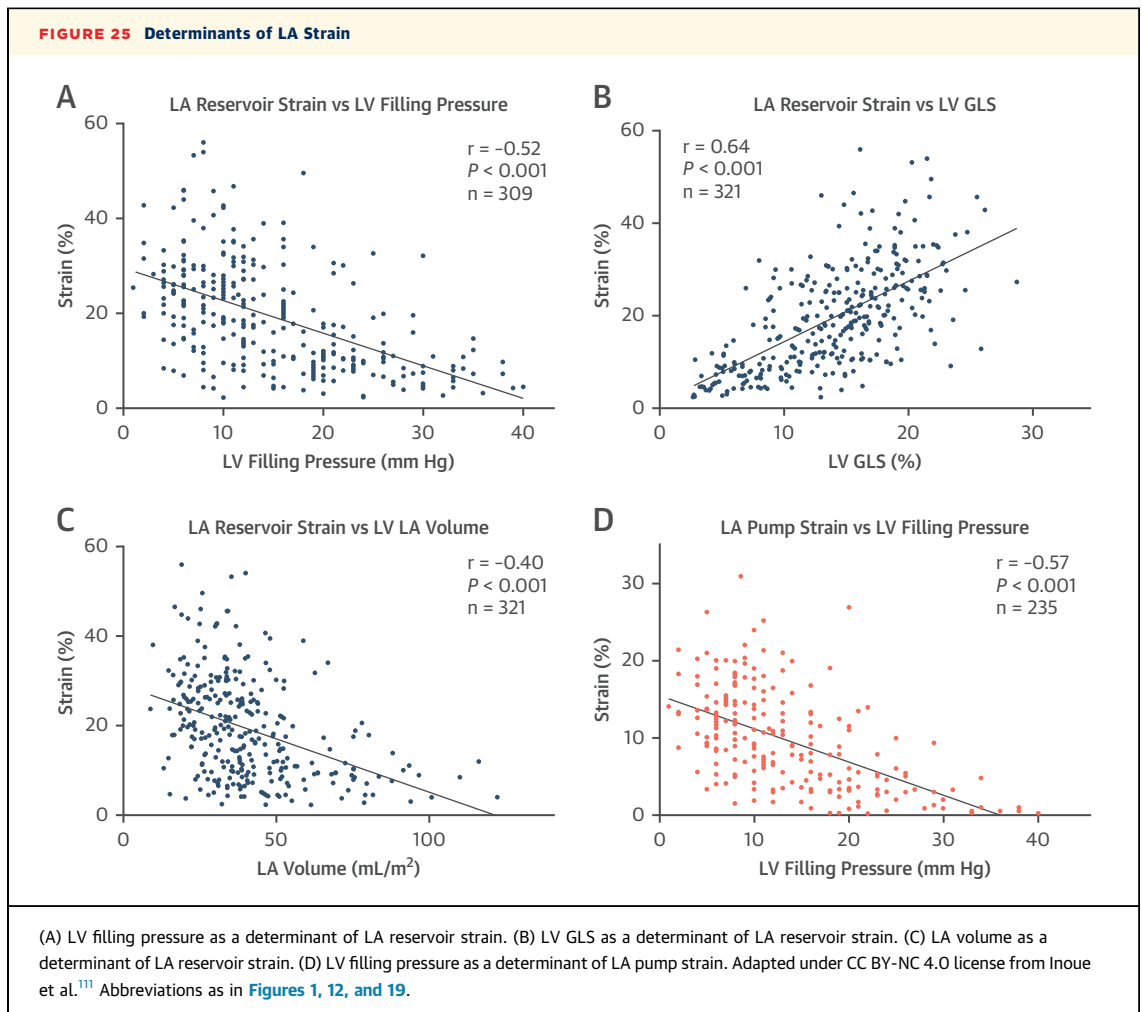 FIGURE 25 Determinants of LA Strain
A
LA Reservoir Strain vs LV Filling Pressure
r = −0.52
P < 0.001
n = 309
60
40
20
0
Strain (%)
0 10 20 30 40
LV Filling Pressure (mm Hg)
B
LA Reservoir Strain vs LV GLS
r = 0.64
P < 0.001
n = 321
60
40
20
0
Strain (%)
0 10 20 30
LV GLS (%)
C
LA Reservoir Strain vs LV LA Volume
r = −0.40
P < 0.001
n = 321
60
40
20
0
Strain (%)
0 50 100
LA Volume (mL/m²)
D
LA Pump Strain vs LV Filling Pressure
r = −0.57
P < 0.001
n = 235
30
20
10
0
Strain (%)
0 10 20 30 40
LV Filling Pressure (mm Hg)
(A) LV filling pressure as a determinant of LA reservoir strain. (B) LV GLS as a determinant of LA reservoir strain. (C) LA volume as a
determinant of LA reservoir strain. (D) LV filling pressure as a determinant of LA pump strain. Adapted under CC BY-NC 4.0 license from Inoue
et al.¹¹¹ Abbreviations as in Figures 1, 12, and 19.